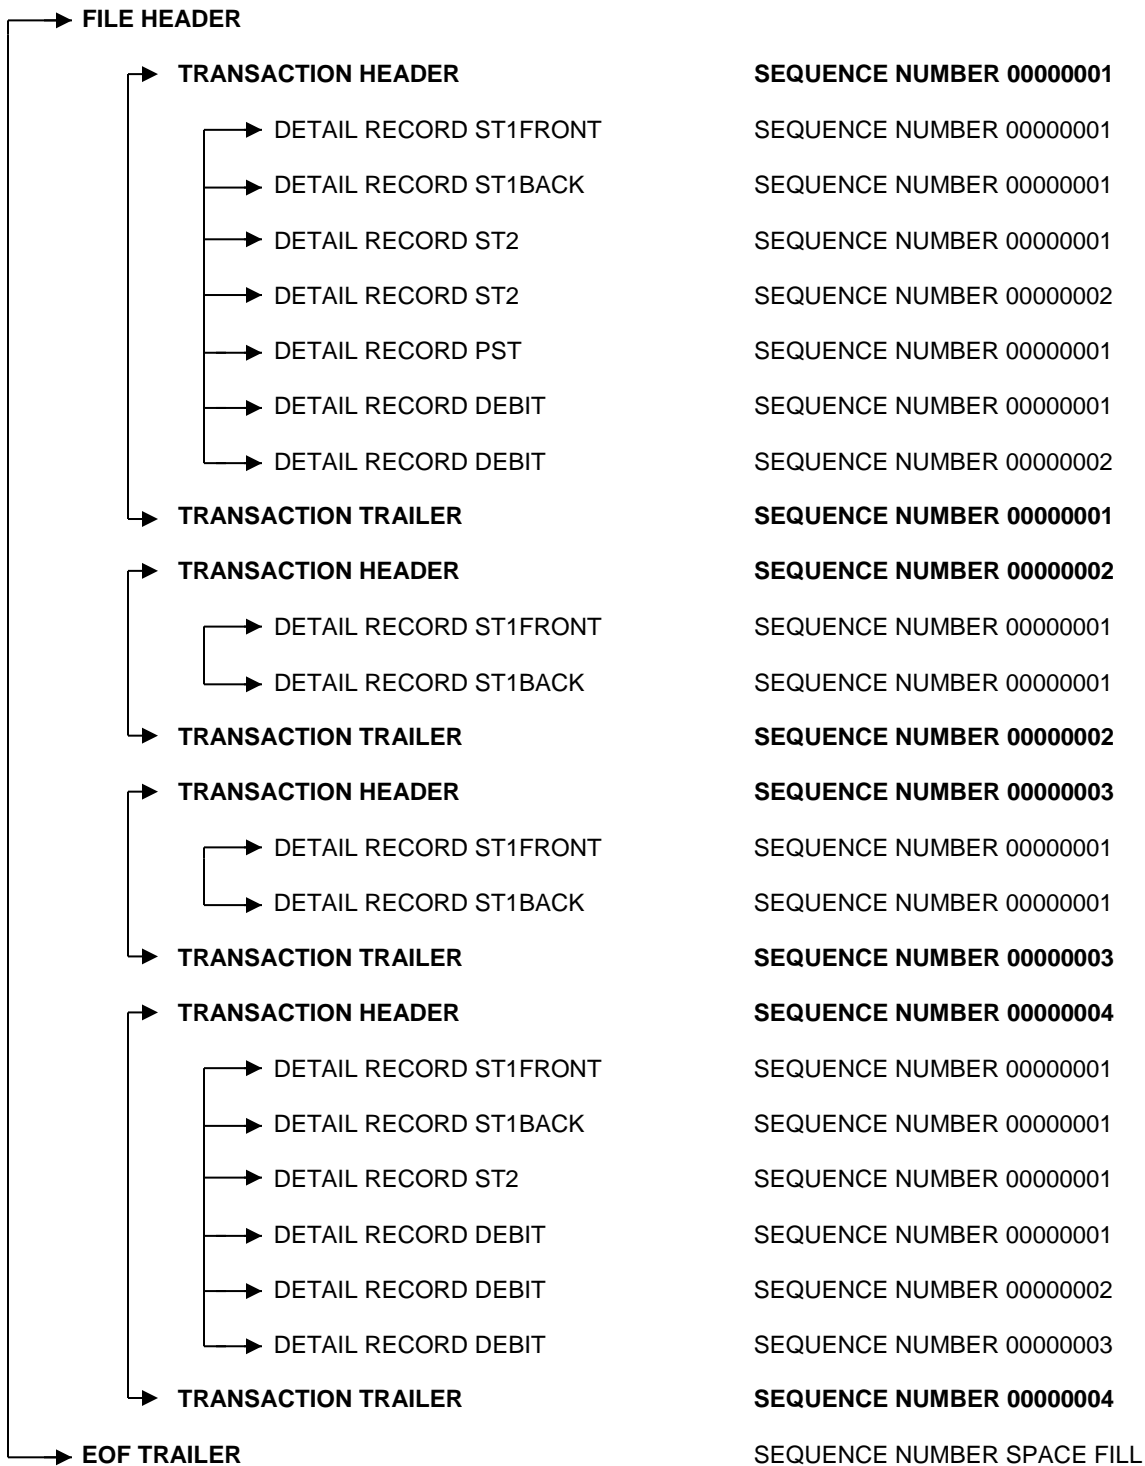 FILE HEADER
TRANSACTION HEADER SEQUENCE NUMBER 00000001
DETAIL RECORD ST1FRONT SEQUENCE NUMBER 00000001
DETAIL RECORD ST1BACK SEQUENCE NUMBER 00000001
DETAIL RECORD ST2 SEQUENCE NUMBER 00000001
DETAIL RECORD ST2 SEQUENCE NUMBER 00000002
DETAIL RECORD PST SEQUENCE NUMBER 00000001
DETAIL RECORD DEBIT SEQUENCE NUMBER 00000001
DETAIL RECORD DEBIT SEQUENCE NUMBER 00000002
TRANSACTION TRAILER SEQUENCE NUMBER 00000001
TRANSACTION HEADER SEQUENCE NUMBER 00000002
DETAIL RECORD ST1FRONT SEQUENCE NUMBER 00000001
DETAIL RECORD ST1BACK SEQUENCE NUMBER 00000001
TRANSACTION TRAILER SEQUENCE NUMBER 00000002
TRANSACTION HEADER SEQUENCE NUMBER 00000003
DETAIL RECORD ST1FRONT SEQUENCE NUMBER 00000001
DETAIL RECORD ST1BACK SEQUENCE NUMBER 00000001
TRANSACTION TRAILER SEQUENCE NUMBER 00000003
TRANSACTION HEADER SEQUENCE NUMBER 00000004
DETAIL RECORD ST1FRONT SEQUENCE NUMBER 00000001
DETAIL RECORD ST1BACK SEQUENCE NUMBER 00000001
DETAIL RECORD ST2 SEQUENCE NUMBER 00000001
DETAIL RECORD DEBIT SEQUENCE NUMBER 00000001
DETAIL RECORD DEBIT SEQUENCE NUMBER 00000002
DETAIL RECORD DEBIT SEQUENCE NUMBER 00000003
TRANSACTION TRAILER SEQUENCE NUMBER 00000004
EOF TRAILER SEQUENCE NUMBER SPACE FILL